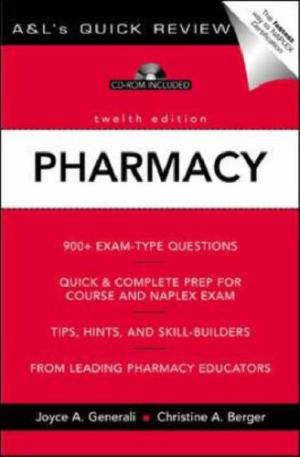 A&L's QUICK REVIEW
The fastest
way to NAPLEX
Certification
CD-ROM INCLUDED
twelfth edition
PHARMACY
900+ EXAM-TYPE QUESTIONS
QUICK & COMPLETE PREP FOR
COURSE AND NAPLEX EXAM
TIPS, HINTS, AND SKILL-BUILDERS
FROM LEADING PHARMACY EDUCATORS
Joyce A. Generali ■ Christine A. Berger